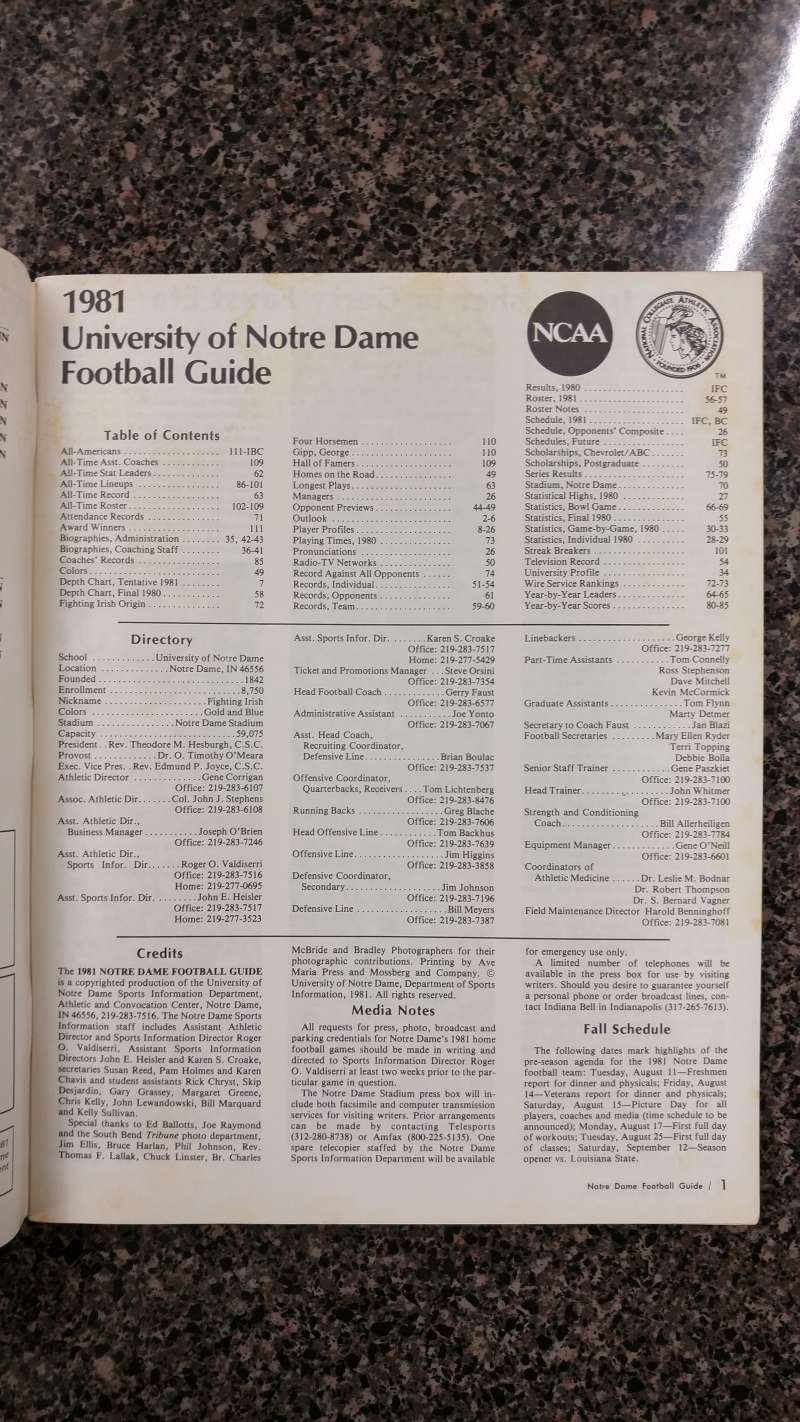 1981
University of Notre Dame
Football Guide
NCAA
NATIONAL COLLEGIATE ATHLETIC ASSOCIATION
FOUNDED 1906
TM
Table of Contents
All-Americans .................... 111-IBC
All-Time Asst. Coaches ............ 109
All-Time Stat Leaders .............. 62
All-Time Lineups ................. 86-101
All-Time Record ................... 63
All-Time Roster ................. 102-109
Attendance Records ................ 71
Award Winners .................... 111
Biographies, Administration ........ 35, 42-43
Biographies, Coaching Staff ........ 36-41
Coaches' Records .................. 85
Colors ............................ 49
Depth Chart, Tentative 1981 ........ 7
Depth Chart, Final 1980 ............ 58
Fighting Irish Origin ............... 72
Four Horsemen ................... 110
Gipp, George ..................... 110
Hall of Famers .................... 109
Homes on the Road ................ 49
Longest Plays ..................... 63
Managers ......................... 26
Opponent Previews ............... 44-49
Outlook .......................... 2-6
Player Profiles .................... 8-26
Playing Times, 1980 ............... 73
Pronunciations .................... 26
Radio-TV Networks ............... 50
Record Against All Opponents ...... 74
Records, Individual ............... 51-54
Records, Opponents ............... 61
Records, Team ................... 59-60
Results, 1980 ..................... IFC
Roster, 1981 ..................... 56-57
Roster Notes ..................... 49
Schedule, 1981 .................. IFC, BC
Schedule, Opponents' Composite .... 26
Schedules, Future ................. IFC
Scholarships, Chevrolet/ABC ....... 73
Scholarships, Postgraduate ......... 50
Series Results .................... 75-79
Stadium, Notre Dame .............. 70
Statistical Highs, 1980 ............. 27
Statistics, Bowl Game .............. 66-69
Statistics, Final 1980 ............... 55
Statistics, Game-by-Game, 1980 ..... 30-33
Statistics, Individual 1980 .......... 28-29
Streak Breakers ................... 101
Television Record ................. 54
University Profile ................. 34
Wire Service Rankings ............. 72-73
Year-by-Year Leaders .............. 64-65
Year-by-Year Scores ............... 80-85
Directory
School ............ University of Notre Dame
Location ............. Notre Dame, IN 46556
Founded ............................. 1842
Enrollment .......................... 8,750
Nickname .................... Fighting Irish
Colors ...................... Gold and Blue
Stadium ............... Notre Dame Stadium
Capacity ........................... 59,075
President .. Rev. Theodore M. Hesburgh, C.S.C.
Provost ............ Dr. O. Timothy O'Meara
Exec. Vice Pres. . Rev. Edmund P. Joyce, C.S.C.
Athletic Director ............. Gene Corrigan
Office: 219-283-6107
Assoc. Athletic Dir. ...... Col. John J. Stephens
Office: 219-283-6108
Asst. Athletic Dir.,
Business Manager ........... Joseph O'Brien
Office: 219-283-7246
Asst. Athletic Dir.,
Sports Infor. Dir. ...... Roger O. Valdiserri
Office: 219-283-7516
Home: 219-277-0695
Asst. Sports Infor. Dir. ......... John E. Heisler
Office: 219-283-7517
Home: 219-277-3523
Asst. Sports Infor. Dir. ....... Karen S. Croake
Office: 219-283-7517
Home: 219-277-5429
Ticket and Promotions Manager ... Steve Orsini
Office: 219-283-7354
Head Football Coach ............ Gerry Faust
Office: 219-283-6577
Administrative Assistant .......... Joe Yonto
Office: 219-283-7067
Asst. Head Coach,
Recruiting Coordinator,
Defensive Line ................ Brian Boulac
Office: 219-283-7537
Offensive Coordinator,
Quarterbacks, Receivers .... Tom Lichtenberg
Office: 219-283-8476
Running Backs ................. Greg Blache
Office: 219-283-7606
Head Offensive Line ............ Tom Backhus
Office: 219-283-7639
Offensive Line ................... Jim Higgins
Office: 219-283-3858
Defensive Coordinator,
Secondary .................... Jim Johnson
Office: 219-283-7196
Defensive Line .................. Bill Meyers
Office: 219-283-7387
Linebackers .................... George Kelly
Office: 219-283-7277
Part-Time Assistants ........... Tom Connelly
Ross Stephenson
Dave Mitchell
Kevin McCormick
Graduate Assistants ............... Tom Flynn
Marty Detmer
Secretary to Coach Faust ............ Jan Blazi
Football Secretaries ......... Mary Ellen Ryder
Terri Topping
Debbie Bolla
Senior Staff Trainer ........... Gene Paszkiet
Office: 219-283-7100
Head Trainer .................. John Whitmer
Office: 219-283-7100
Strength and Conditioning
Coach ..................... Bill Allerheiligen
Office: 219-283-7784
Equipment Manager ............. Gene O'Neill
Office: 219-283-6601
Coordinators of
Athletic Medicine ...... Dr. Leslie M. Bodnar
Dr. Robert Thompson
Dr. S. Bernard Vagner
Field Maintenance Director Harold Benninghoff
Office: 219-283-7081
Credits
The 1981 NOTRE DAME FOOTBALL GUIDE
is a copyrighted production of the University of
Notre Dame Sports Information Department,
Athletic and Convocation Center, Notre Dame,
IN 46556, 219-283-7516. The Notre Dame Sports
Information staff includes Assistant Athletic
Director and Sports Information Director Roger
O. Valdiserri, Assistant Sports Information
Directors John E. Heisler and Karen S. Croake,
secretaries Susan Reed, Pam Holmes and Karen
Chavis and student assistants Rick Chryst, Skip
Desjardin, Gary Grassey, Margaret Greene,
Chris Kelly, John Lewandowski, Bill Marquard
and Kelly Sullivan.
Special thanks to Ed Ballotts, Joe Raymond
and the South Bend Tribune photo department,
Jim Ellis, Bruce Harlan, Phil Johnson, Rev.
Thomas F. Lallak, Chuck Linster, Br. Charles
McBride and Bradley Photographers for their
photographic contributions. Printing by Ave
Maria Press and Mossberg and Company. ©
University of Notre Dame, Department of Sports
Information, 1981. All rights reserved.
Media Notes
All requests for press, photo, broadcast and
parking credentials for Notre Dame's 1981 home
football games should be made in writing and
directed to Sports Information Director Roger
O. Valdiserri at least two weeks prior to the par-
ticular game in question.
The Notre Dame Stadium press box will in-
clude both facsimile and computer transmission
services for visiting writers. Prior arrangements
can be made by contacting Telesports
(312-280-8738) or Amfax (800-225-5135). One
spare telecopier staffed by the Notre Dame
Sports Information Department will be available
for emergency use only.
A limited number of telephones will be
available in the press box for use by visiting
writers. Should you desire to guarantee yourself
a personal phone or order broadcast lines, con-
tact Indiana Bell in Indianapolis (317-265-7613).
Fall Schedule
The following dates mark highlights of the
pre-season agenda for the 1981 Notre Dame
football team: Tuesday, August 11—Freshmen
report for dinner and physicals; Friday, August
14—Veterans report for dinner and physicals;
Saturday, August 15—Picture Day for all
players, coaches and media (time schedule to be
announced); Monday, August 17—First full day
of workouts; Tuesday, August 25—First full day
of classes; Saturday, September 12—Season
opener vs. Louisiana State.
Notre Dame Football Guide / 1